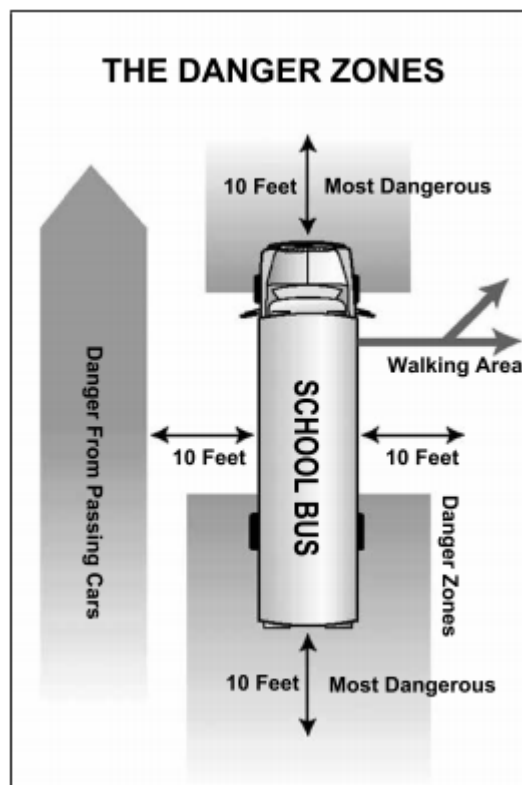 THE DANGER ZONES
10 Feet
Most Dangerous
Walking Area
Danger From Passing Cars
SCHOOL BUS
10 Feet
10 Feet
Danger Zones
10 Feet
Most Dangerous